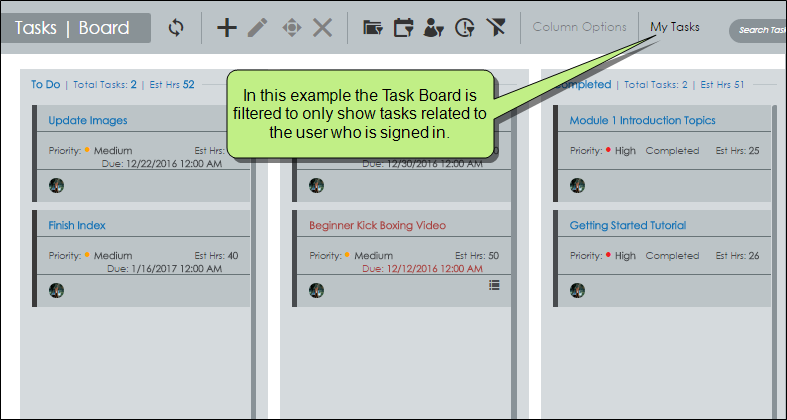 Tasks | Board
Column Options
My Tasks
Search Task
To Do | Total Tasks: 2 | Est Hrs 52
Update Images
Priority: Medium Est Hrs:
Due: 12/22/2016 12:00 AM
Finish Index
Priority: Medium Est Hrs: 40
Due: 1/16/2017 12:00 AM
In this example the Task Board is
filtered to only show tasks related to
the user who is signed in.
Due: 12/30/2016 12:00 AM
Beginner Kick Boxing Video
Priority: Medium Est Hrs: 50
Due: 12/12/2016 12:00 AM
Completed | Total Tasks: 2 | Est Hrs 51
Module 1 Introduction Topics
Priority: High Completed Est Hrs: 25
Getting Started Tutorial
Priority: High Completed Est Hrs: 26